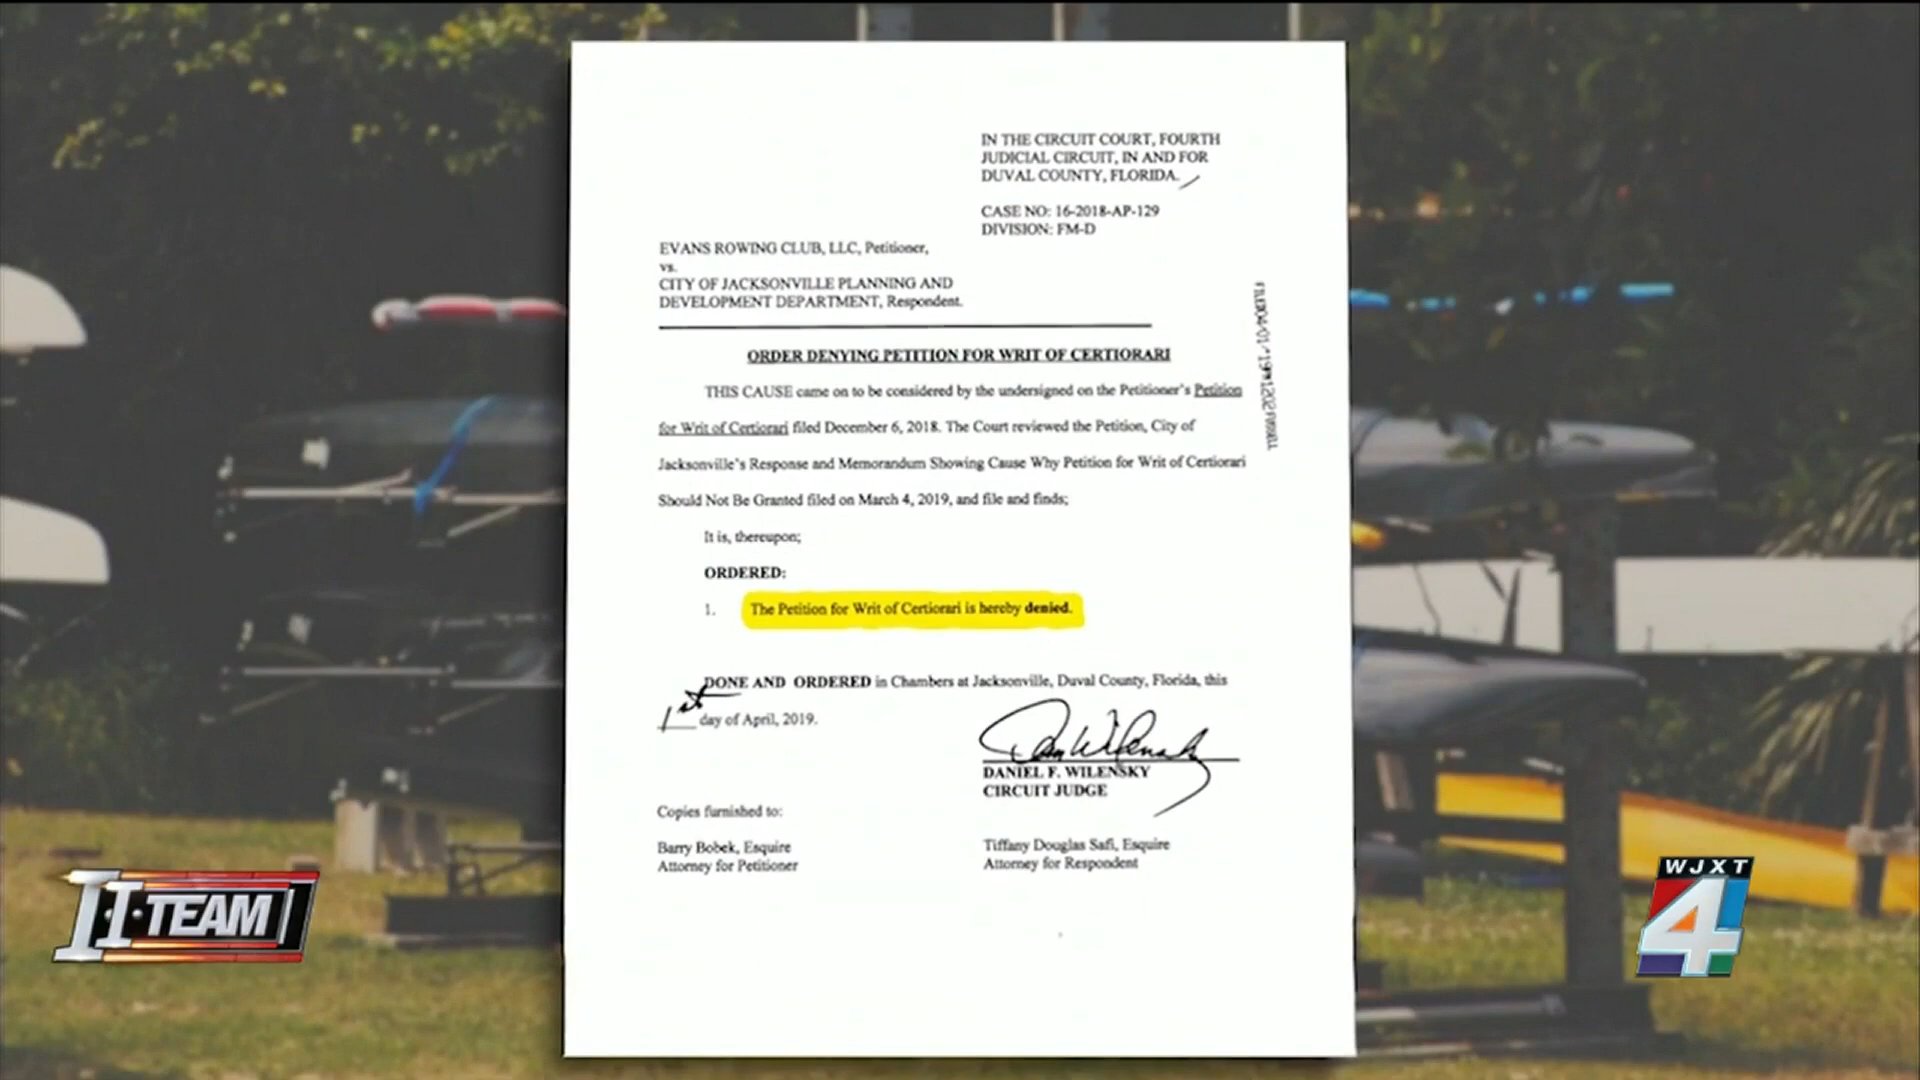 IN THE CIRCUIT COURT, FOURTH
JUDICIAL CIRCUIT, IN AND FOR
DUVAL COUNTY, FLORIDA.
CASE NO: 16-2018-AP-129
DIVISION: FM-D
EVANS ROWING CLUB, LLC, Petitioner,
vs.
CITY OF JACKSONVILLE PLANNING AND
DEVELOPMENT DEPARTMENT, Respondent.
ORDER DENYING PETITION FOR WRIT OF CERTIORARI
THIS CAUSE came on to be considered by the undersigned on the Petitioner's Petition
for Writ of Certiorari filed December 6, 2018. The Court reviewed the Petition, City of
Jacksonville's Response and Memorandum Showing Cause Why Petition for Writ of Certiorari
Should Not Be Granted filed on March 4, 2019, and file and finds;
It is, thereupon;
ORDERED:
1. The Petition for Writ of Certiorari is hereby denied.
DONE AND ORDERED in Chambers at Jacksonville, Duval County, Florida, this
1st day of April, 2019.
DANIEL F. WILENSKY
CIRCUIT JUDGE
Copies furnished to:
Barry Bobek, Esquire
Attorney for Petitioner
Tiffany Douglas Safi, Esquire
Attorney for Respondent
I-TEAM
WJXT
4